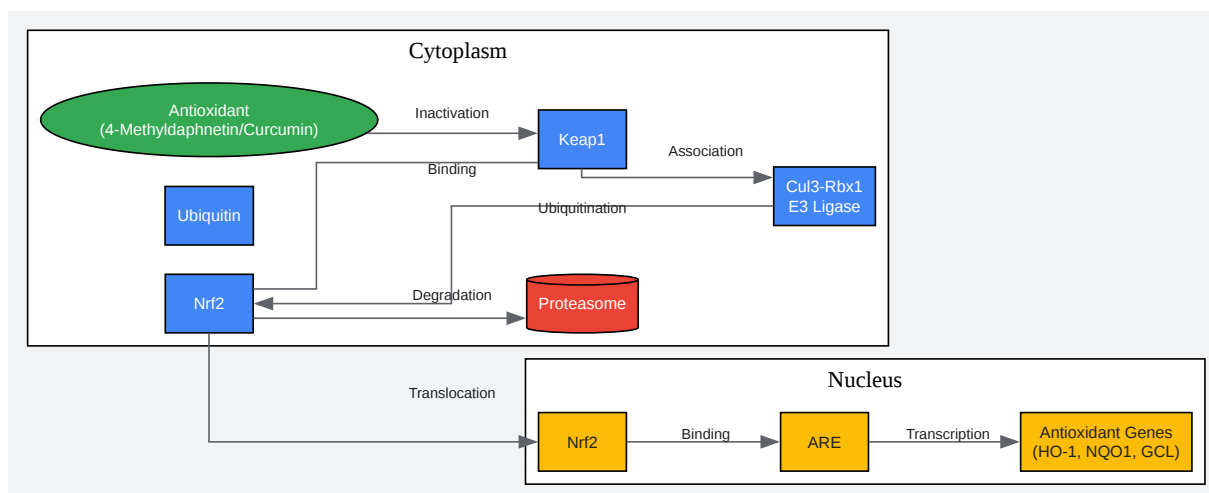 Cytoplasm
Antioxidant
(4-Methyldaphnetin/Curcumin)
Inactivation
Keap1
Association
Binding
Cul3-Rbx1
E3 Ligase
Ubiquitin
Ubiquitination
Nrf2
Degradation
Proteasome
Translocation
Nucleus
Nrf2
Binding
ARE
Transcription
Antioxidant Genes
(HO-1, NQO1, GCL)